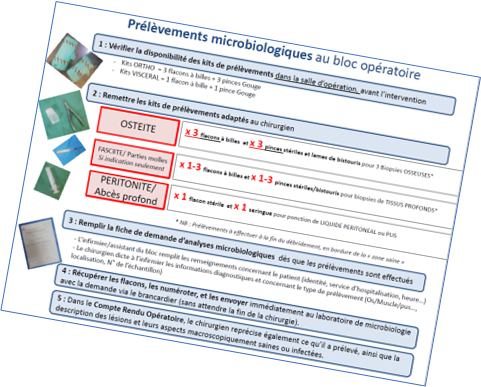 Prélèvements microbiologiques au bloc opératoire
1 : Vérifier la disponibilité des kits de prélèvements dans la salle d'opération, avant l'intervention
- Kits ORTHO = 3 flacons à billes + 3 pinces Gouge
- Kits VISCERAL = 1 flacon à bille + 1 pince Gouge
2 : Remettre les kits de prélèvements adaptés au chirurgien
OSTEITE
x 3 flacons à billes et x 3 pinces stériles et lames de bistouris pour 3 Biopsies OSSEUSES*
FASCIITE/ Parties molles
Si indication seulement
x 1-3 flacons à billes et x 1-3 pinces stériles/bistouris pour biopsies de TISSUS PROFONDS*
PERITONITE/
Abcès profond
x 1 flacon stérile et x 1 seringue pour ponction de LIQUIDE PERITONEAL ou PUS
* NB : Prélèvements à effectuer à la fin du débridement, en bordure de la « zone saine »
3 : Remplir la fiche de demande d'analyses microbiologiques dès que les prélèvements sont effectués
- L'infirmier/assistant du bloc remplit les renseignements concernant le patient (identité, service d'hospitalisation, heure...)
- Le chirurgien dicte à l'infirmier les informations diagnostiques et concernant le type de prélèvement (Os/Muscle/pus...,
localisation, N° de l'échantillon)
4 : Récupérer les flacons, les numéroter, et les envoyer immédiatement au laboratoire de microbiologie
avec la demande via le brancardier (sans attendre la fin de la chirurgie).
5 : Dans le Compte Rendu Opératoire, le chirurgien reprécise également ce qu'il a prélevé, ainsi que la
description des lésions et leurs aspects macroscopiquement saines ou infectées.